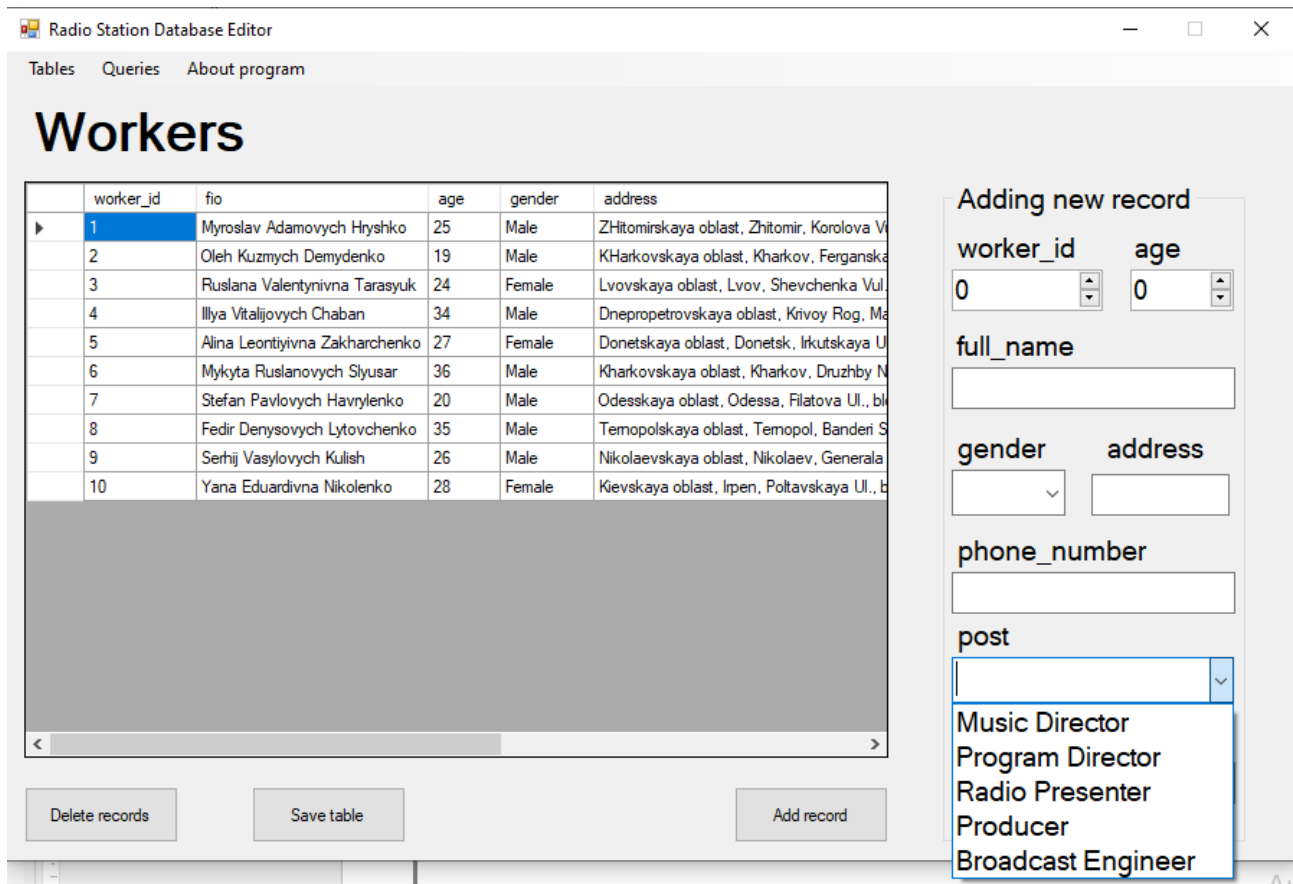 Radio Station Database Editor
Tables Queries About program
Workers
worker_id fio age gender address
1 Myroslav Adamovych Hryshko 25 Male ZHitomirskaya oblast, Zhitomir, Korolova
2 Oleh Kuzmych Demydenko 19 Male KHarkovskaya oblast, Kharkov, Ferganska
3 Ruslana Valentynivna Tarasyuk 24 Female Lvovskaya oblast, Lvov, Shevchenka Vul.
4 Illya Vitalijovych Chaban 34 Male Dnepropetrovskaya oblast, Krivoy Rog, Ma
5 Alina Leontiyivna Zakharchenko 27 Female Donetskaya oblast, Donetsk, Irkutskaya U
6 Mykyta Ruslanovych Slyusar 36 Male Kharkovskaya oblast, Kharkov, Druzhby N
7 Stefan Pavlovych Havrylenko 20 Male Odesskaya oblast, Odessa, Filatova Ul., bl
8 Fedir Denysovych Lytovchenko 35 Male Ternopolskaya oblast, Ternopol, Banderi S
9 Serhij Vasylovych Kulish 26 Male Nikolaevskaya oblast, Nikolaev, Generala
10 Yana Eduardivna Nikolenko 28 Female Kievskaya oblast, Irpen, Poltavskaya Ul., b
Delete records Save table Add record
Adding new record
worker_id age
0 0
full_name
gender address
phone_number
post
Music Director
Program Director
Radio Presenter
Producer
Broadcast Engineer